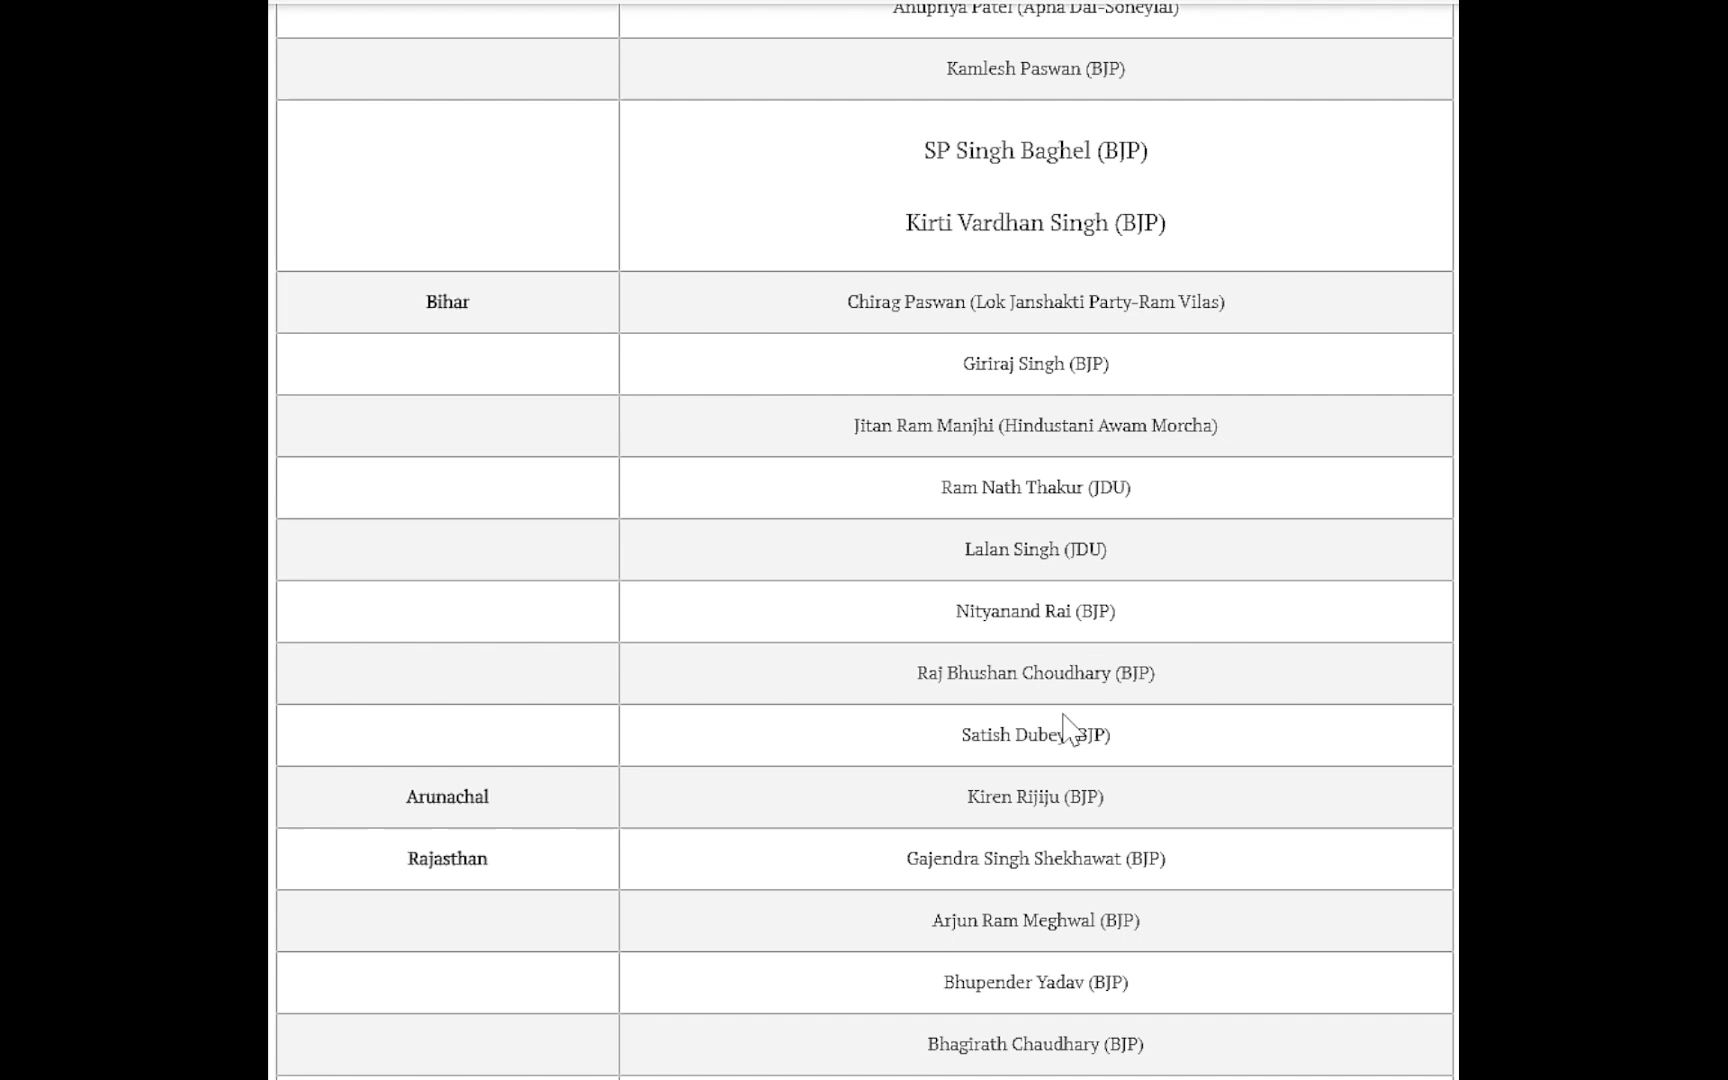 Anupriya Patel (Apna Dal-Soneylal)
Kamlesh Paswan (BJP)
SP Singh Baghel (BJP)
Kirti Vardhan Singh (BJP)
Bihar
Chirag Paswan (Lok Janshakti Party-Ram Vilas)
Giriraj Singh (BJP)
Jitan Ram Manjhi (Hindustani Awam Morcha)
Ram Nath Thakur (JDU)
Lalan Singh (JDU)
Nityanand Rai (BJP)
Raj Bhushan Choudhary (BJP)
Satish Dubey (BJP)
Arunachal
Kiren Rijiju (BJP)
Rajasthan
Gajendra Singh Shekhawat (BJP)
Arjun Ram Meghwal (BJP)
Bhupender Yadav (BJP)
Bhagirath Chaudhary (BJP)